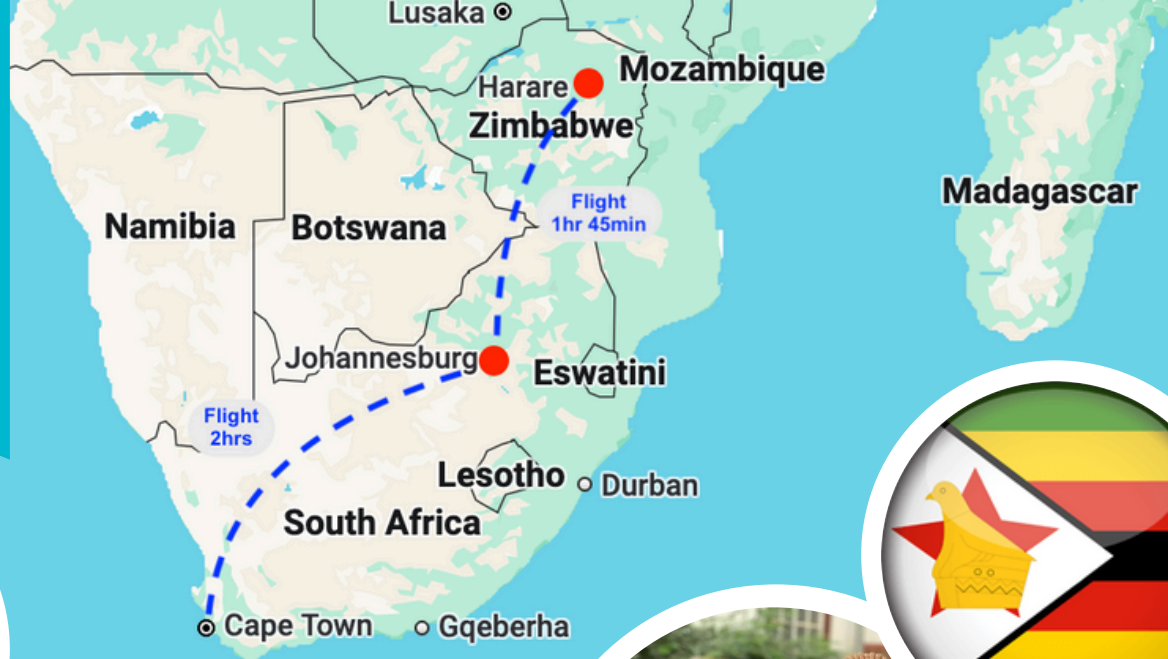 Lusaka
Harare
Mozambique
Zimbabwe
Madagascar
Flight
1hr 45min
Namibia
Botswana
Johannesburg
Eswatini
Flight
2hrs
Lesotho
Durban
South Africa
Cape Town
Gqeberha